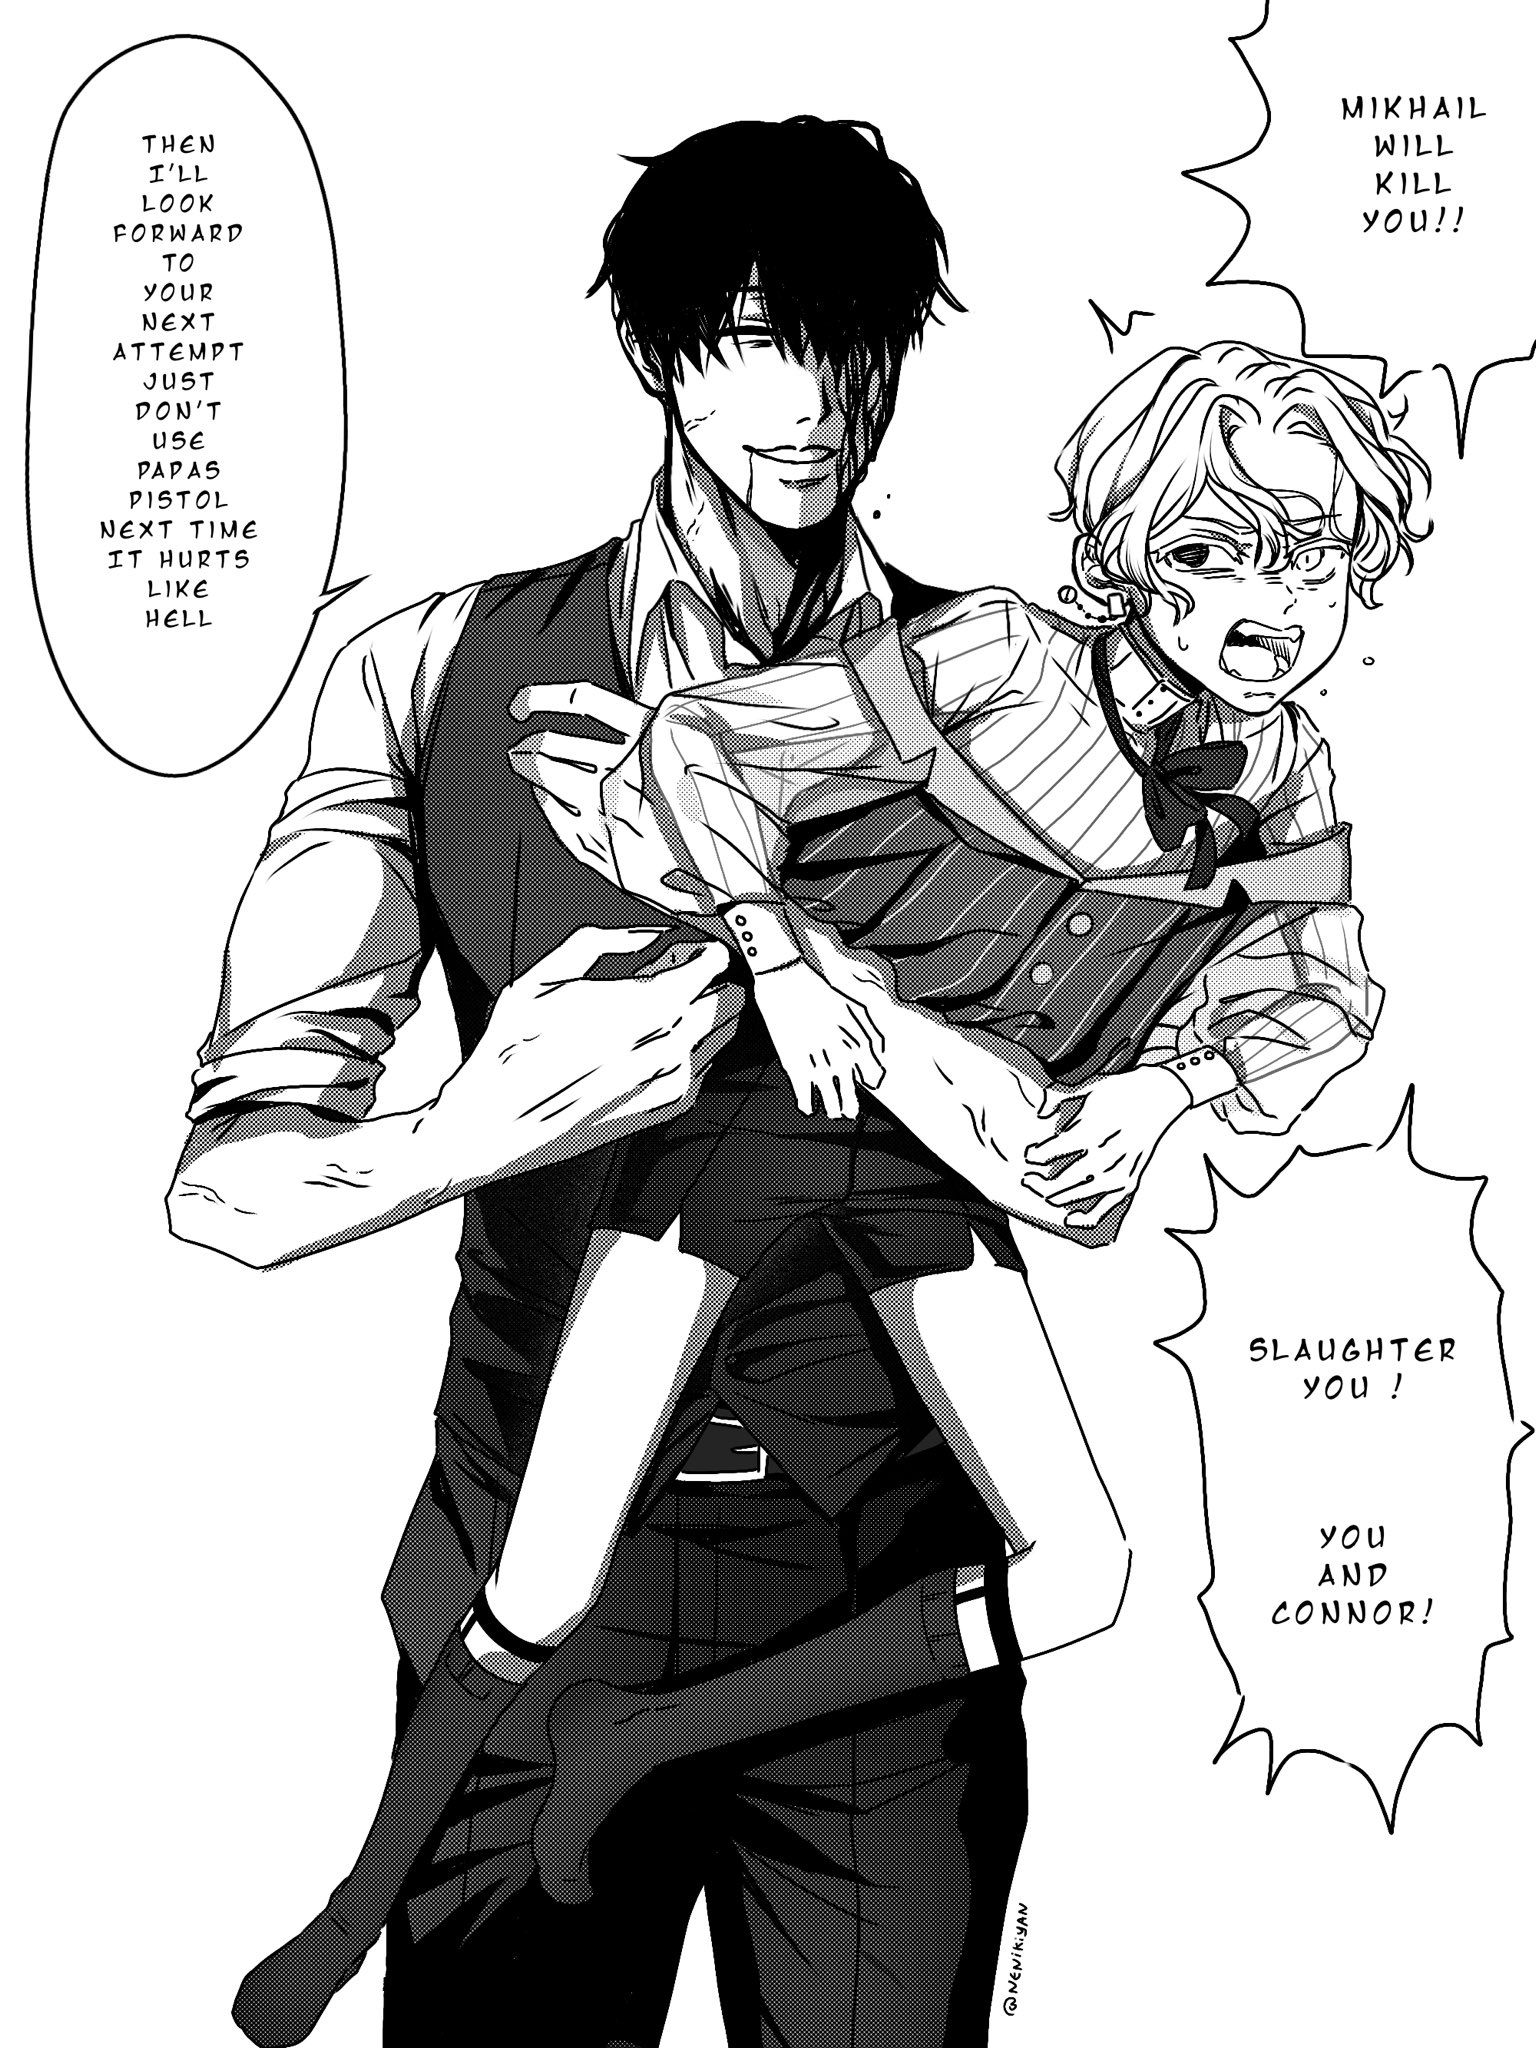 MIKHAIL
WILL
KILL
YOU!!
THEN
I'LL
LOOK
FORWARD
TO
YOUR
NEXT
ATTEMPT
JUST
DON'T
USE
PAPAS
PISTOL
NEXT TIME
IT HURTS
LIKE
HELL
SLAUGHTER
YOU !
YOU
AND
CONNOR!
@NENIKIYAN